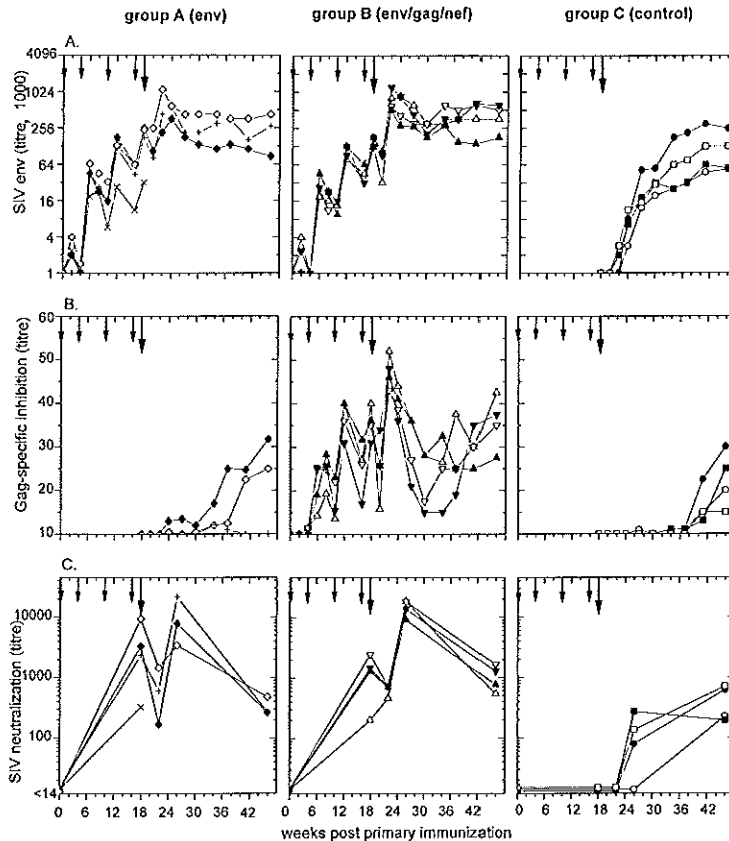 group A (env)
group B (env/gag/nef)
group C (control)
A.
SIV env (titre, 1000)
4096
1024
256
64
16
4
1
B.
Gag-specific Inhibition (titre)
60
50
40
30
20
10
C.
SIV neutralization (titre)
10000
1000
100
<14
0 6 12 18 24 30 36 42
0 6 12 18 24 30 36 42
0 6 12 18 24 30 36 42
weeks post primary immunization